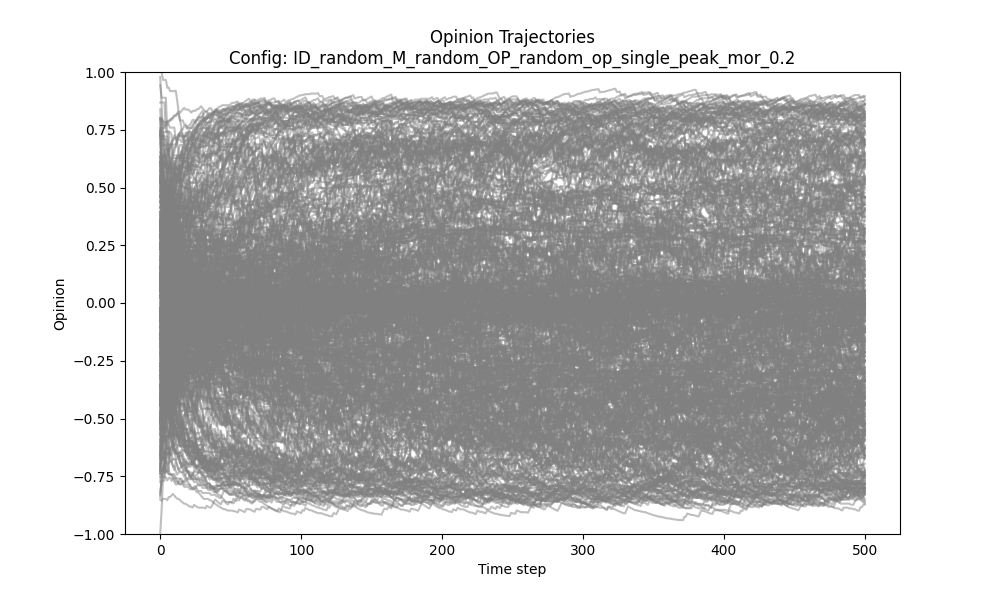 Opinion Trajectories
Config: ID_random_M_random_OP_random_op_single_peak_mor_0.2
1.00
0.75
0.50
0.25
0.00
−0.25
−0.50
−0.75
−1.00
Opinion
0 100 200 300 400 500
Time step